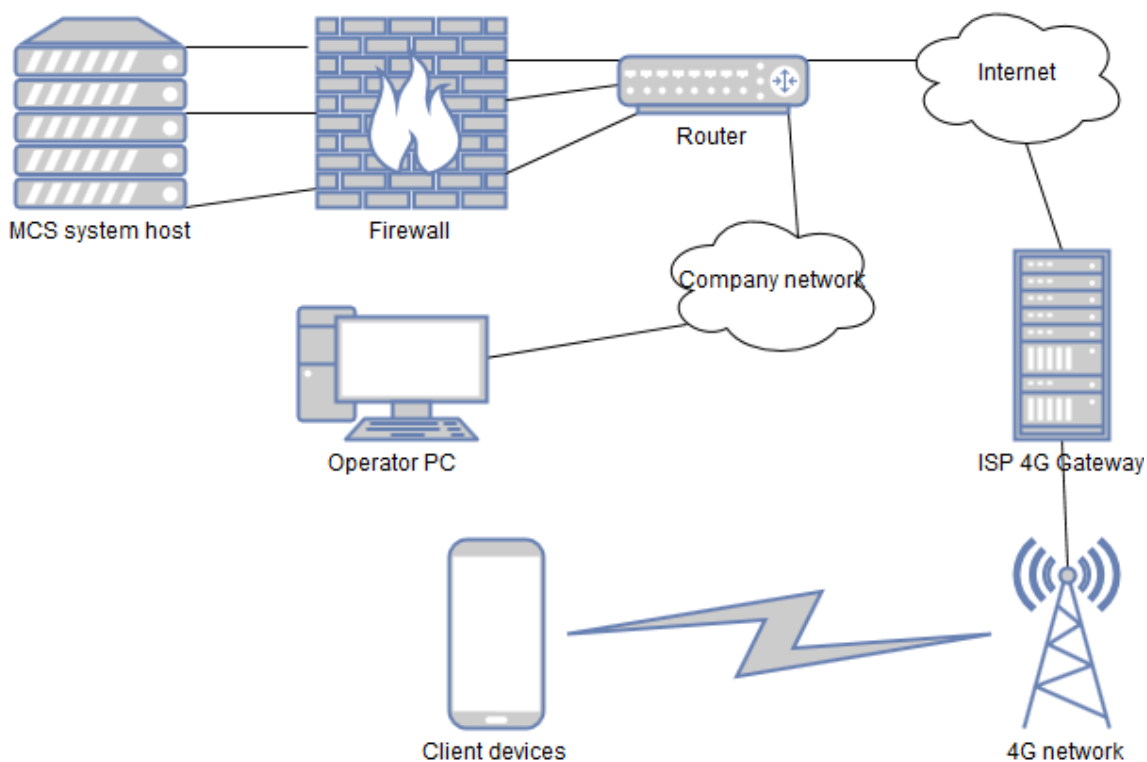 Internet
Router
MCS system host
Firewall
Company network
Operator PC
ISP 4G Gateway
Client devices
4G network